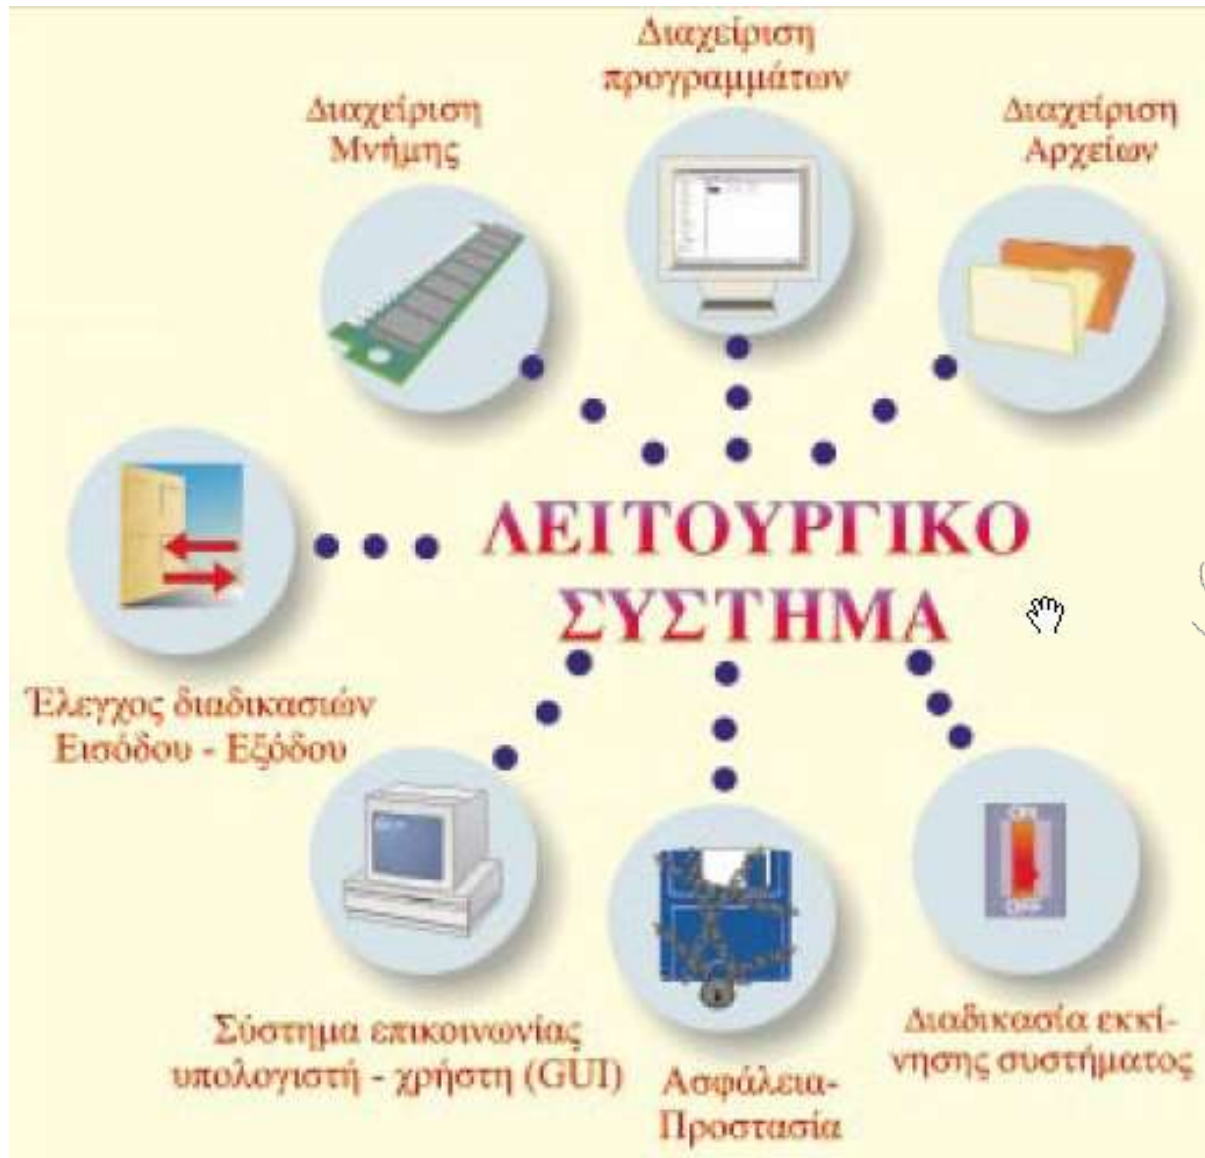 Διαχείριση
προγραμμάτων
Διαχείριση
Μνήμης
Διαχείριση
Αρχείων
ΛΕΙΤΟΥΡΓΙΚΟ
ΣΥΣΤΗΜΑ
Έλεγχος διαδικασιών
Εισόδου - Εξόδου
Σύστημα επικοινωνίας
υπολογιστή - χρήστη (GUI)
Ασφάλεια-
Προστασία
OFF
Διαδικασία εκκί-
νησης συστήματος